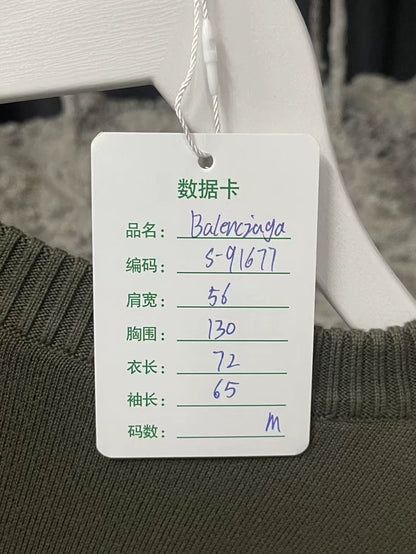 数据卡
品名: Balenciaga
编码: S-91677
肩宽: 56
胸围: 130
衣长: 72
袖长: 65
码数: M